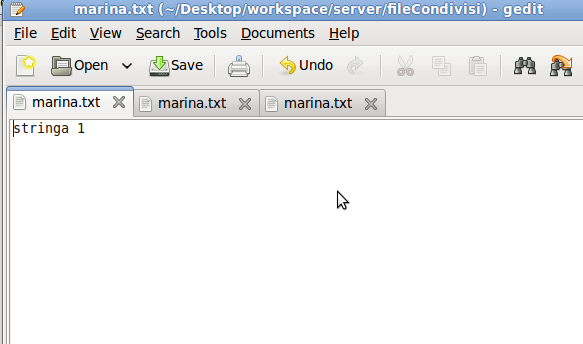 marina.txt (~/Desktop/workspace/server/fileCondivisi) - gedit
File Edit View Search Tools Documents Help
Open Save Undo
marina.txt marina.txt marina.txt
stringa 1